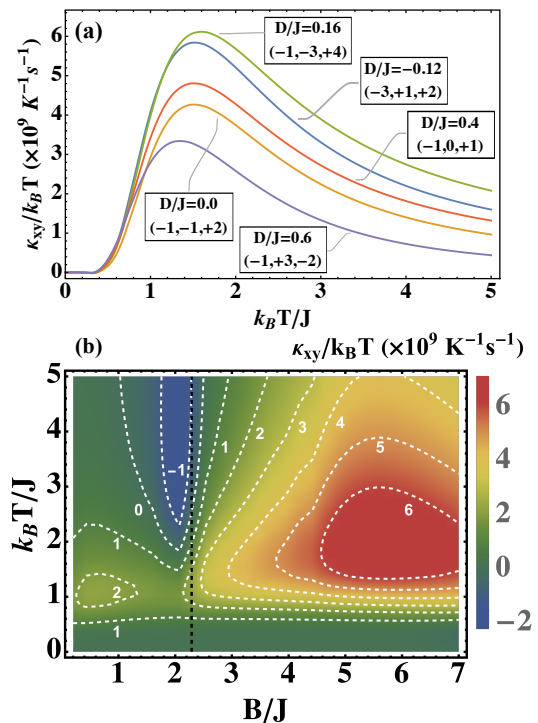 (a)
κxy/kBT (×10⁹ K⁻¹s⁻¹)
6
5
4
3
2
1
0
D/J=0.16
(-1,-3,+4)
D/J=-0.12
(-3,+1,+2)
D/J=0.4
(-1,0,+1)
D/J=0.0
(-1,-1,+2)
D/J=0.6
(-1,+3,-2)
0 1 2 3 4 5
kBT/J
(b)
κxy/kBT (×10⁹ K⁻¹s⁻¹)
kBT/J
5
4
3
2
1
0
-1
0
1
2
3
4
5
6
1
2
1
6
4
2
0
−2
1 2 3 4 5 6 7
B/J